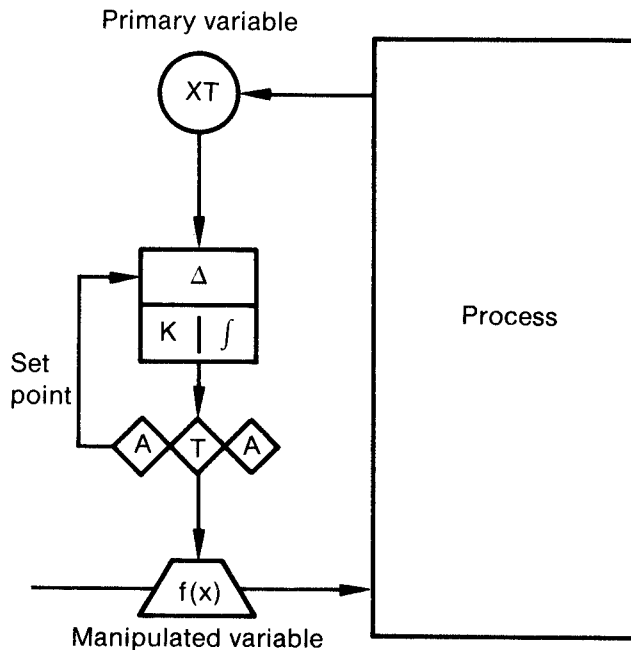 Primary variable
XT
Δ
K ∫
Process
Set
point
A T A
f(x)
Manipulated variable